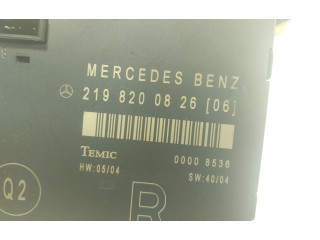 MERCEDES BENZ
219 820 08 26 [06]
TEMIC 0000 8536
HW:05/04 SW:40/04
Q2
R